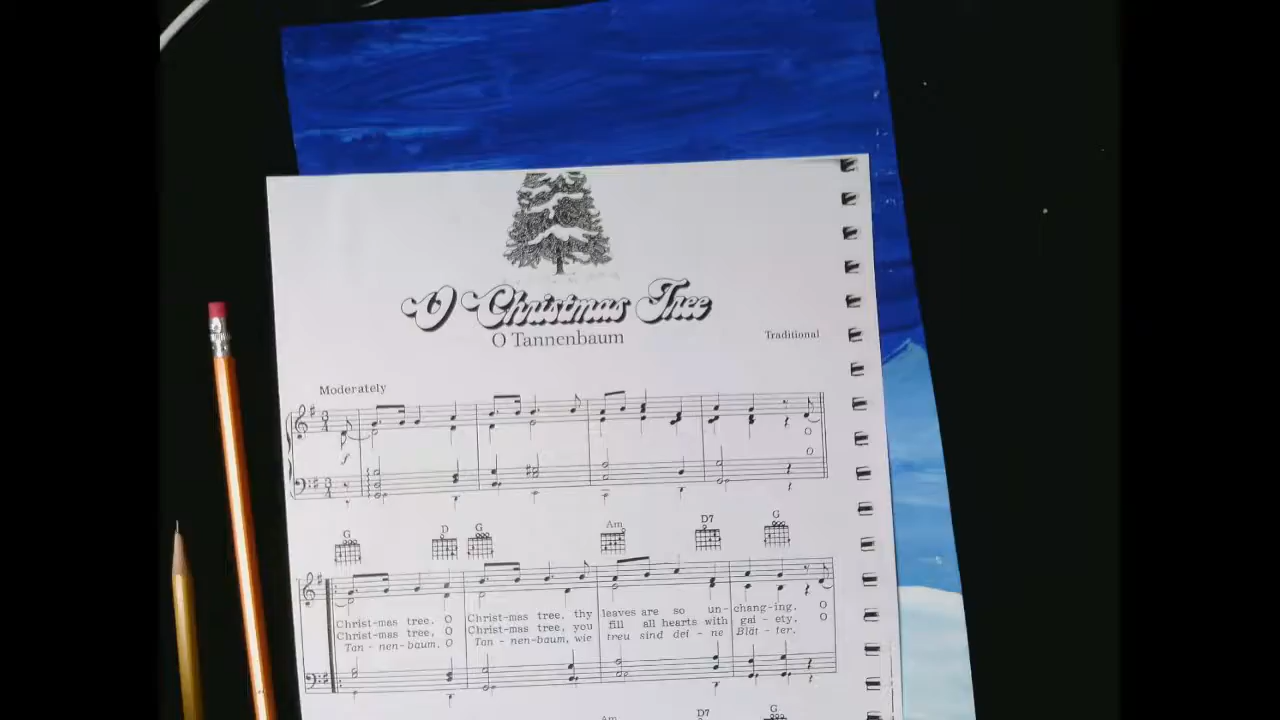 O Christmas Tree
O Tannenbaum
Traditional
Moderately
f
G D G Am D7 G
Christ-mas tree, O Christ-mas tree, thy leaves are so un-chang-ing. O
Christ-mas tree, O Christ-mas tree, you fill all hearts with gai-ety. O
Tan-nen-baum, O Tan-nen-baum, wie treu sind dei-ne Blät-ter.
Am D7 G